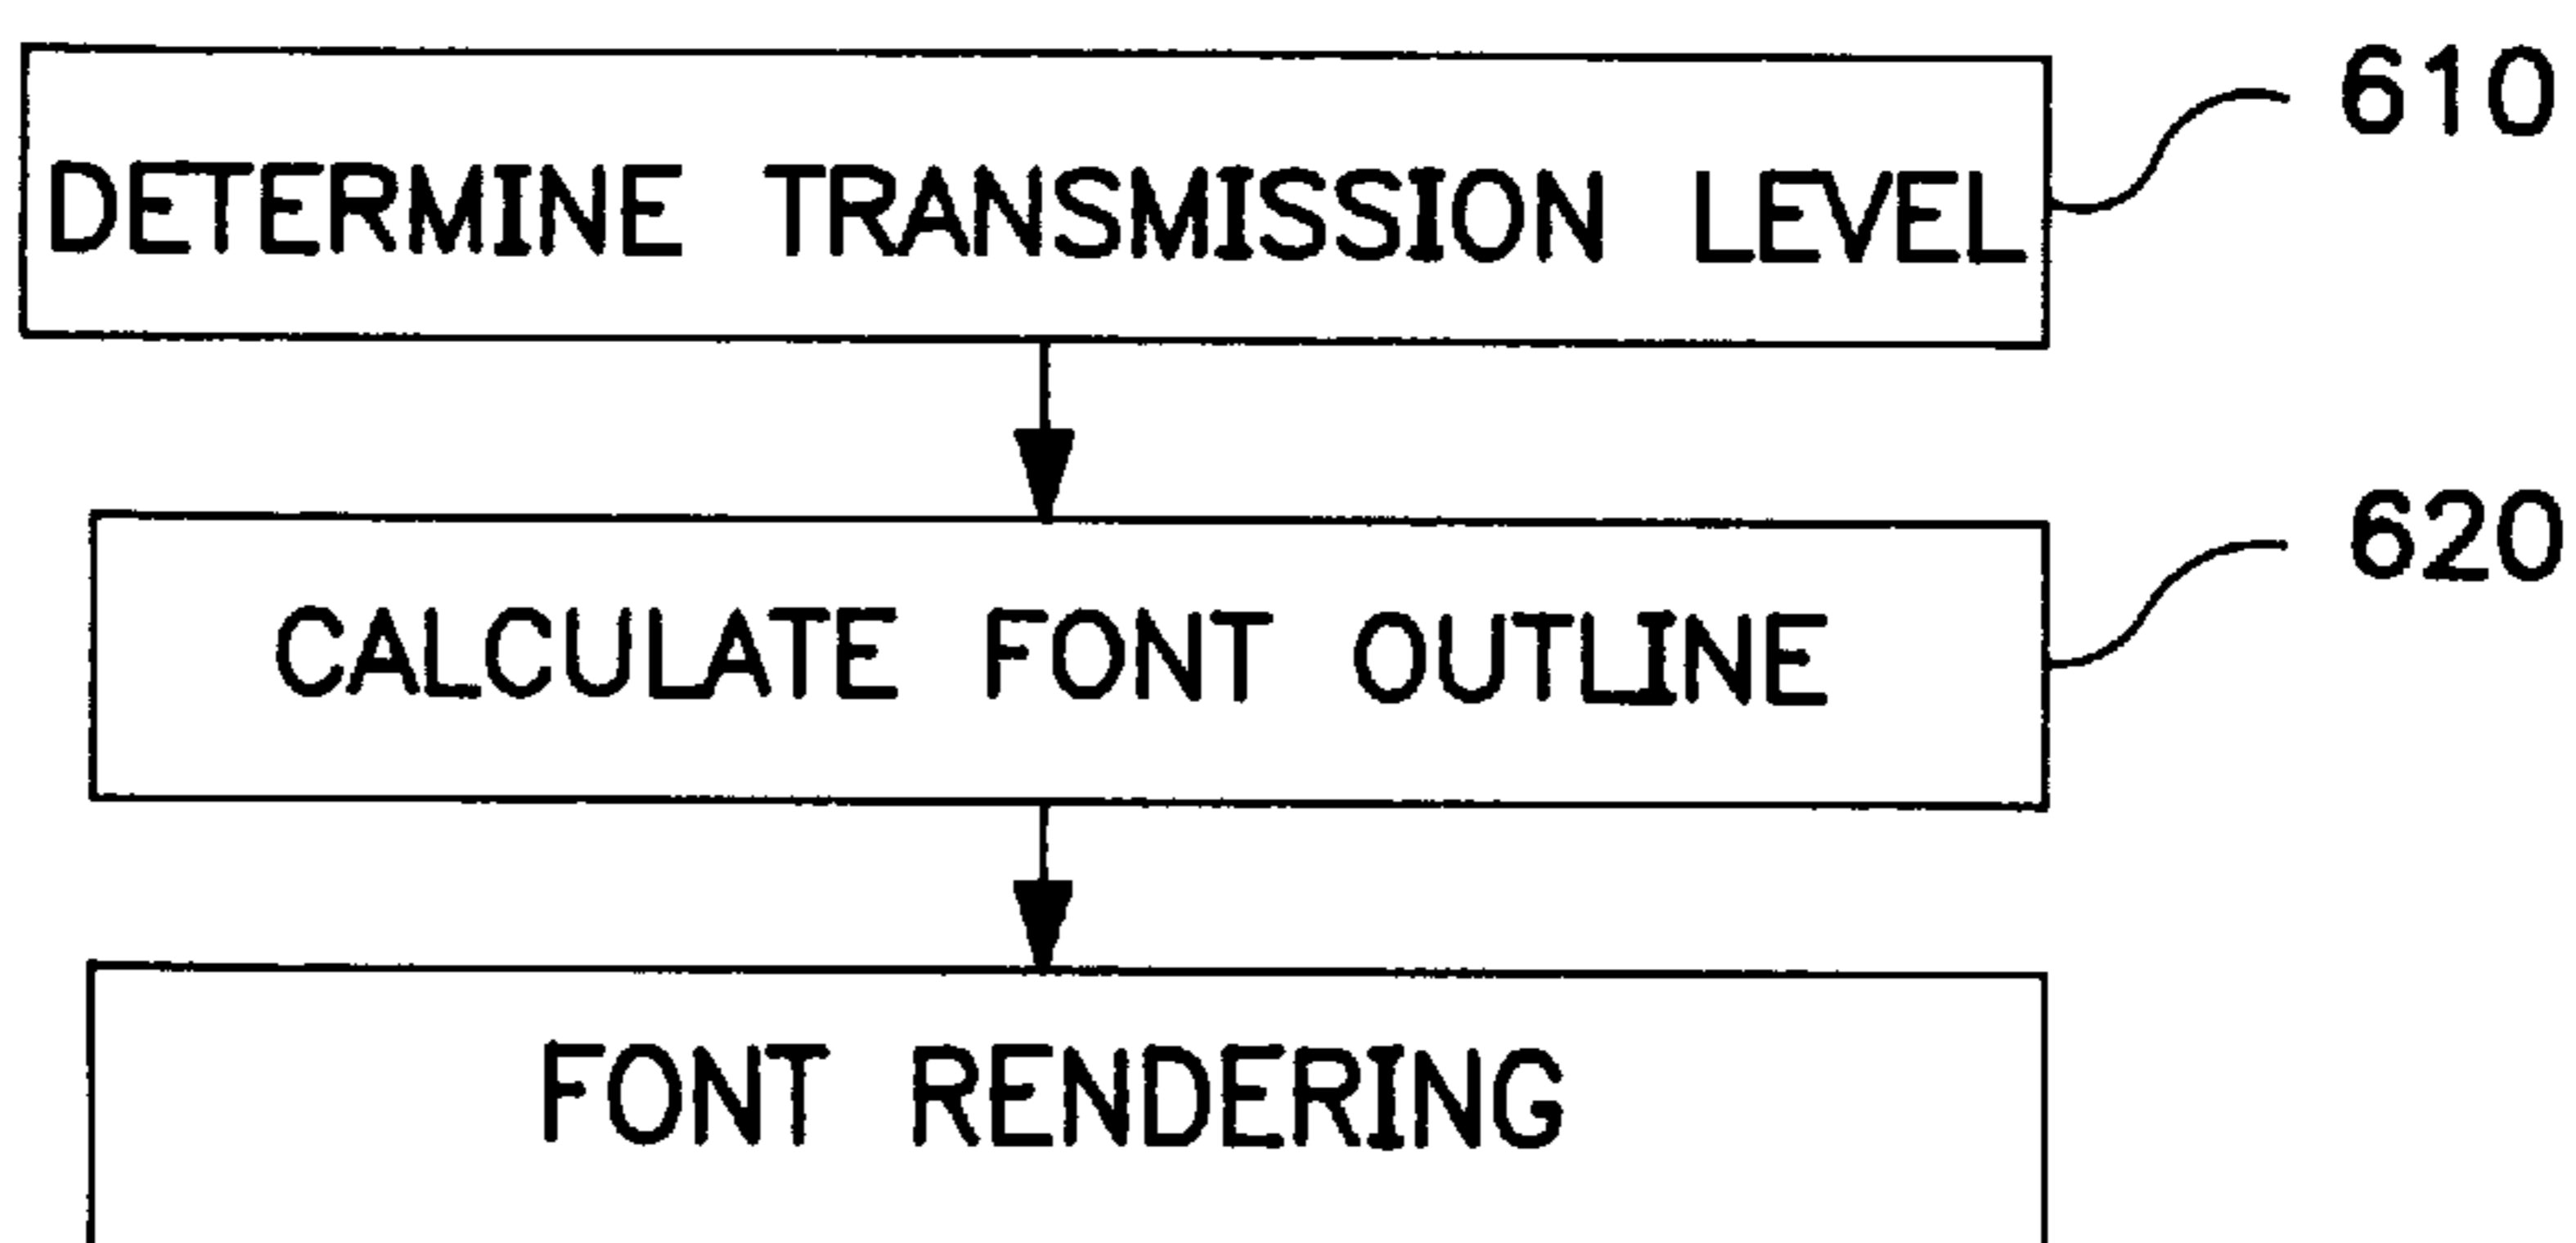 DETERMINE TRANSMISSION LEVEL 610
CALCULATE FONT OUTLINE 620
FONT RENDERING